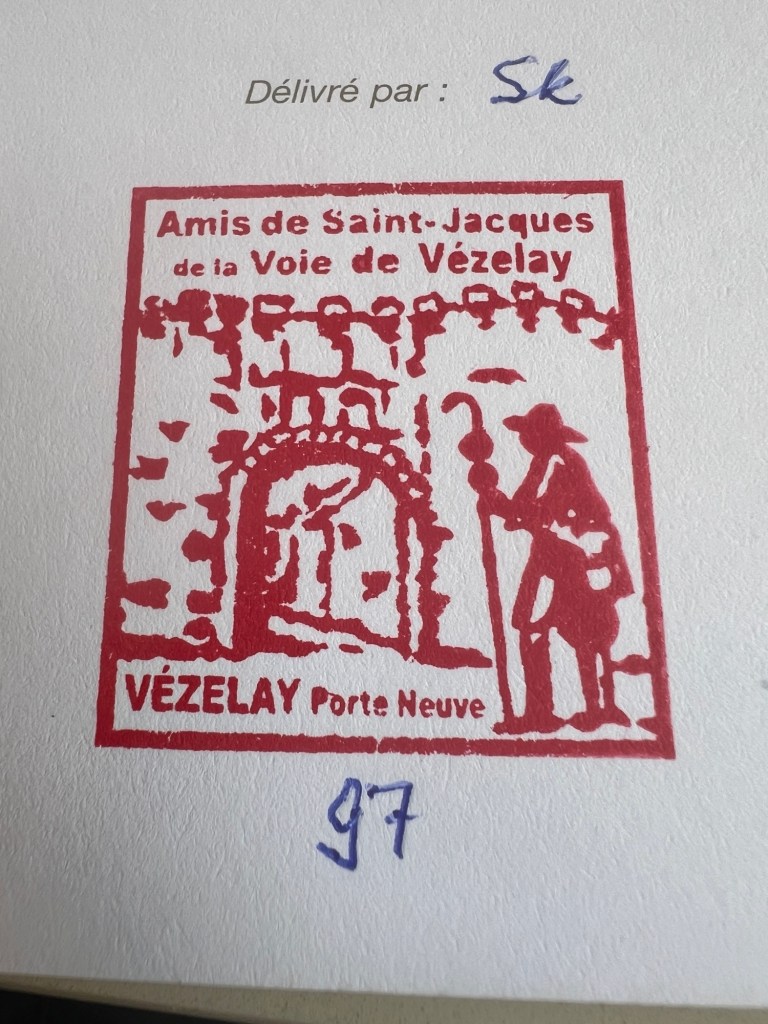 Délivré par : Sk
Amis de Saint-Jacques
de la Voie de Vézelay
VÉZELAY Porte Neuve
97